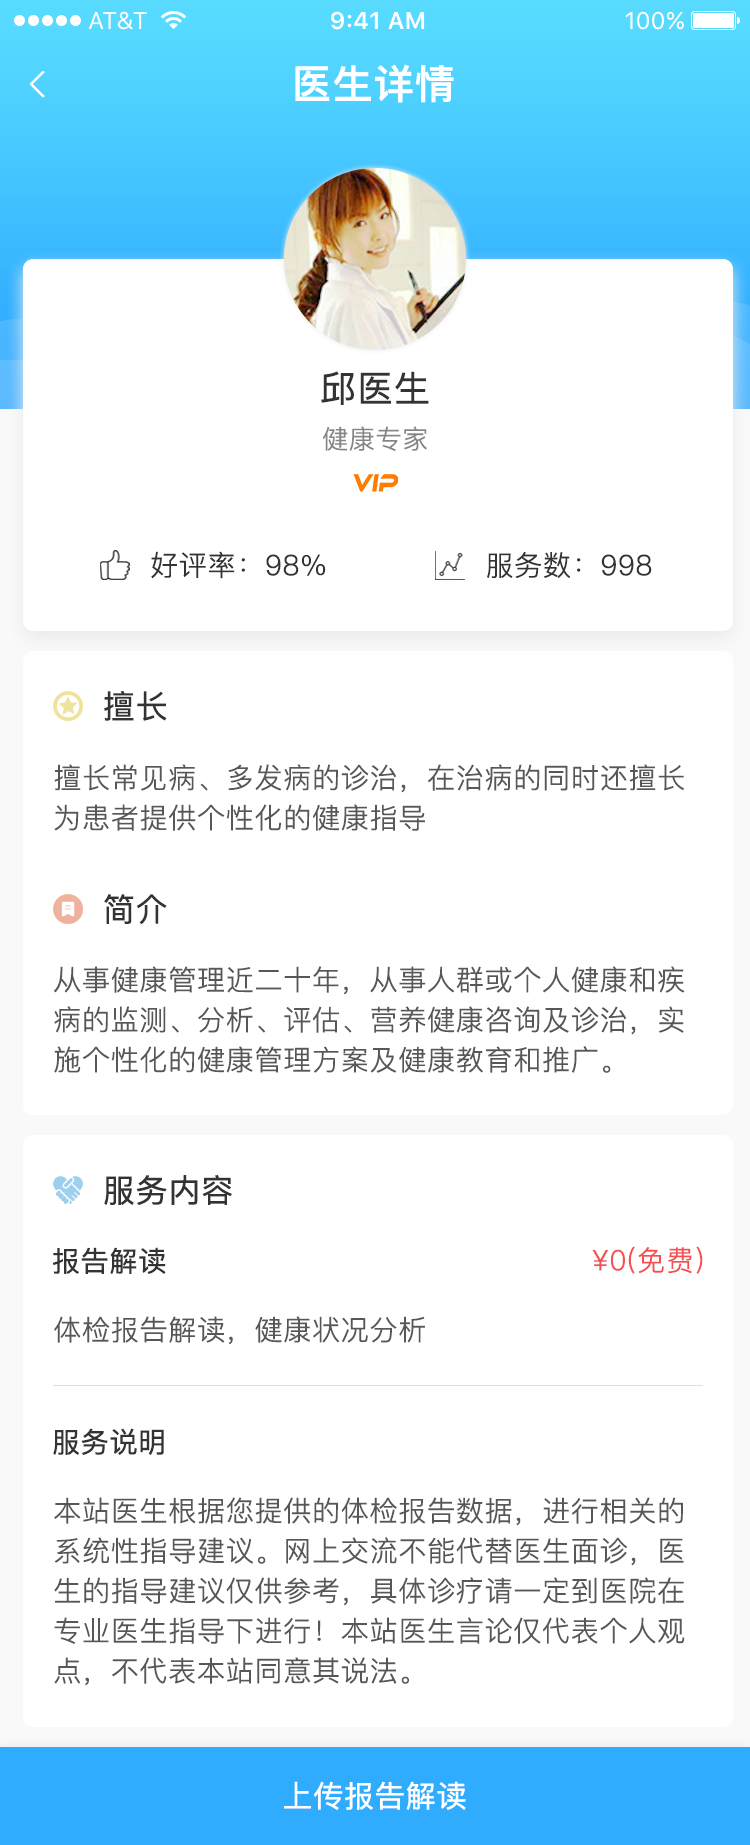 AT&T 9:41 AM 100%
医生详情
邱医生
健康专家
VIP
好评率：98% 服务数：998
擅长
擅长常见病、多发病的诊治，在治病的同时还擅长
为患者提供个性化的健康指导
简介
从事健康管理近二十年，从事人群或个人健康和疾
病的监测、分析、评估、营养健康咨询及诊治，实
施个性化的健康管理方案及健康教育和推广。
服务内容
报告解读 ¥0(免费)
体检报告解读，健康状况分析
服务说明
本站医生根据您提供的体检报告数据，进行相关的
系统性指导建议。网上交流不能代替医生面诊，医
生的指导建议仅供参考，具体诊疗请一定到医院在
专业医生指导下进行！本站医生言论仅代表个人观
点，不代表本站同意其说法。
上传报告解读